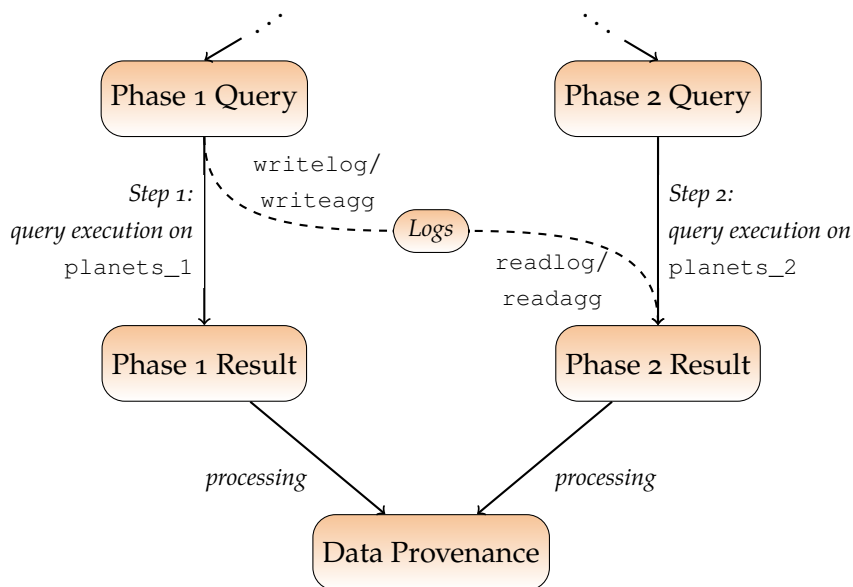 Phase 1 Query
Phase 2 Query
writelog/
writeagg
Step 1:
query execution on
planets_1
Logs
Step 2:
query execution on
planets_2
readlog/
readagg
Phase 1 Result
Phase 2 Result
processing
processing
Data Provenance